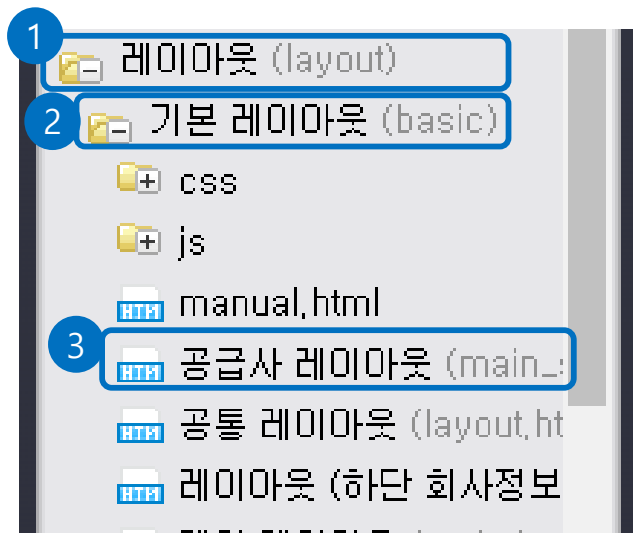 1
레이아웃 (layout)
2
기본 레이아웃 (basic)
css
js
manual.html
3
공급사 레이아웃 (main_
공통 레이아웃 (layout.ht
레이아웃 (하단 회사정보